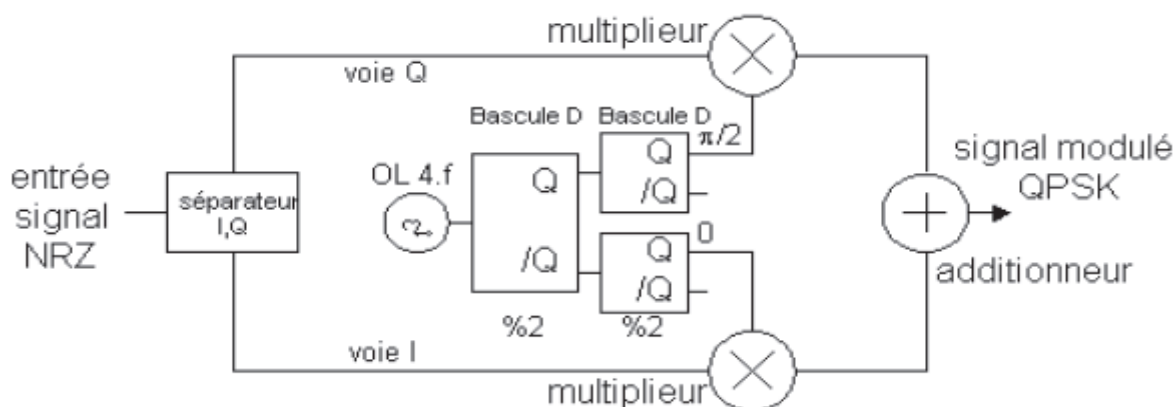 multiplieur
voie Q
Bascule D Bascule D
π/2
Q
Q
/Q
OL 4.f
entrée
signal
NRZ
séparateur
I,Q
signal modulé
QPSK
0
/Q
Q
/Q
additionneur
%2
%2
voie I
multiplieur